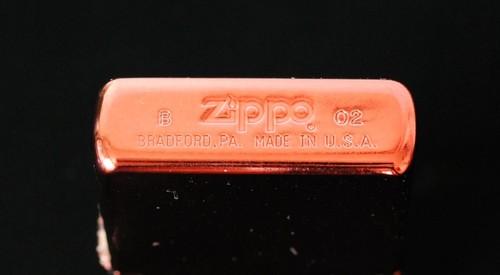 B Zippo 02
BRADFORD, PA. MADE IN U.S.A.